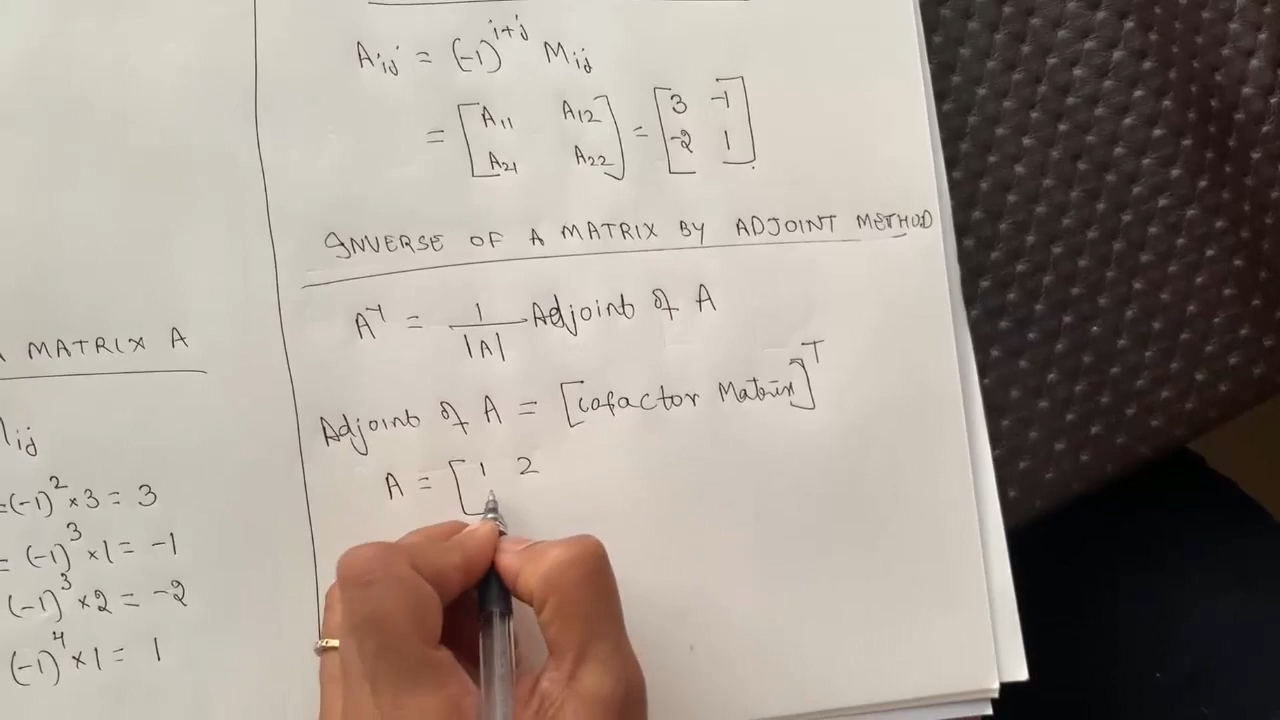 MATRIX A
ij
=(-1)² × 3 = 3
= (-1)³ × 1 = -1
(-1)³ × 2 = -2
(-1)⁴ × 1 = 1
Aij = (-1)^i+j Mij
= [A11 A12
A21 A22] = [3 -1
-2 1]
INVERSE OF A MATRIX BY ADJOINT METHOD
A⁻¹ = 1/|A| Adjoint of A
Adjoint of A = [cofactor Matrix]ᵀ
A = [1 2